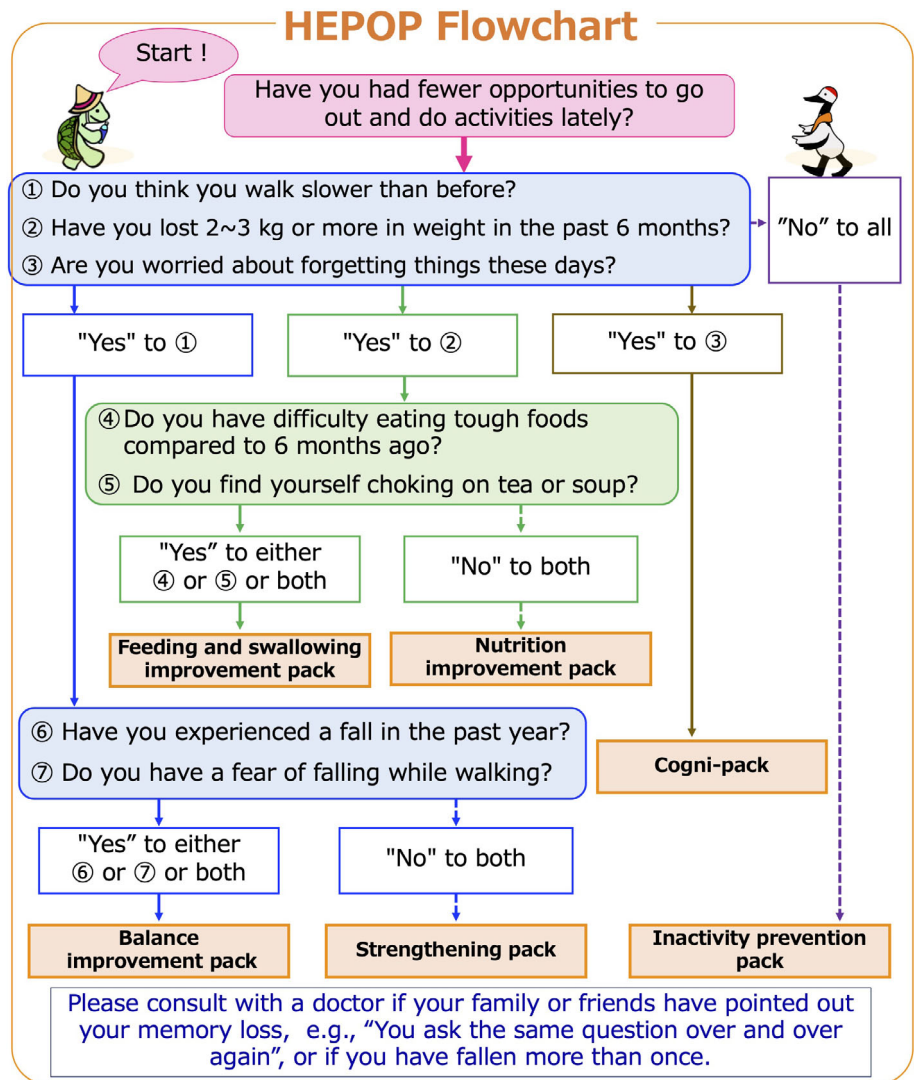 HEPOP Flowchart
Start !
Have you had fewer opportunities to go
out and do activities lately?
① Do you think you walk slower than before?
② Have you lost 2~3 kg or more in weight in the past 6 months?
③ Are you worried about forgetting things these days?
”No” to all
"Yes" to ①
"Yes" to ②
"Yes" to ③
④ Do you have difficulty eating tough foods
compared to 6 months ago?
⑤ Do you find yourself choking on tea or soup?
"Yes” to either
④ or ⑤ or both
"No" to both
Feeding and swallowing
improvement pack
Nutrition
improvement pack
⑥ Have you experienced a fall in the past year?
⑦ Do you have a fear of falling while walking?
Cogni-pack
"Yes” to either
⑥ or ⑦ or both
"No" to both
Balance
improvement pack
Strengthening pack
Inactivity prevention
pack
Please consult with a doctor if your family or friends have pointed out
your memory loss, e.g., “You ask the same question over and over
again”, or if you have fallen more than once.